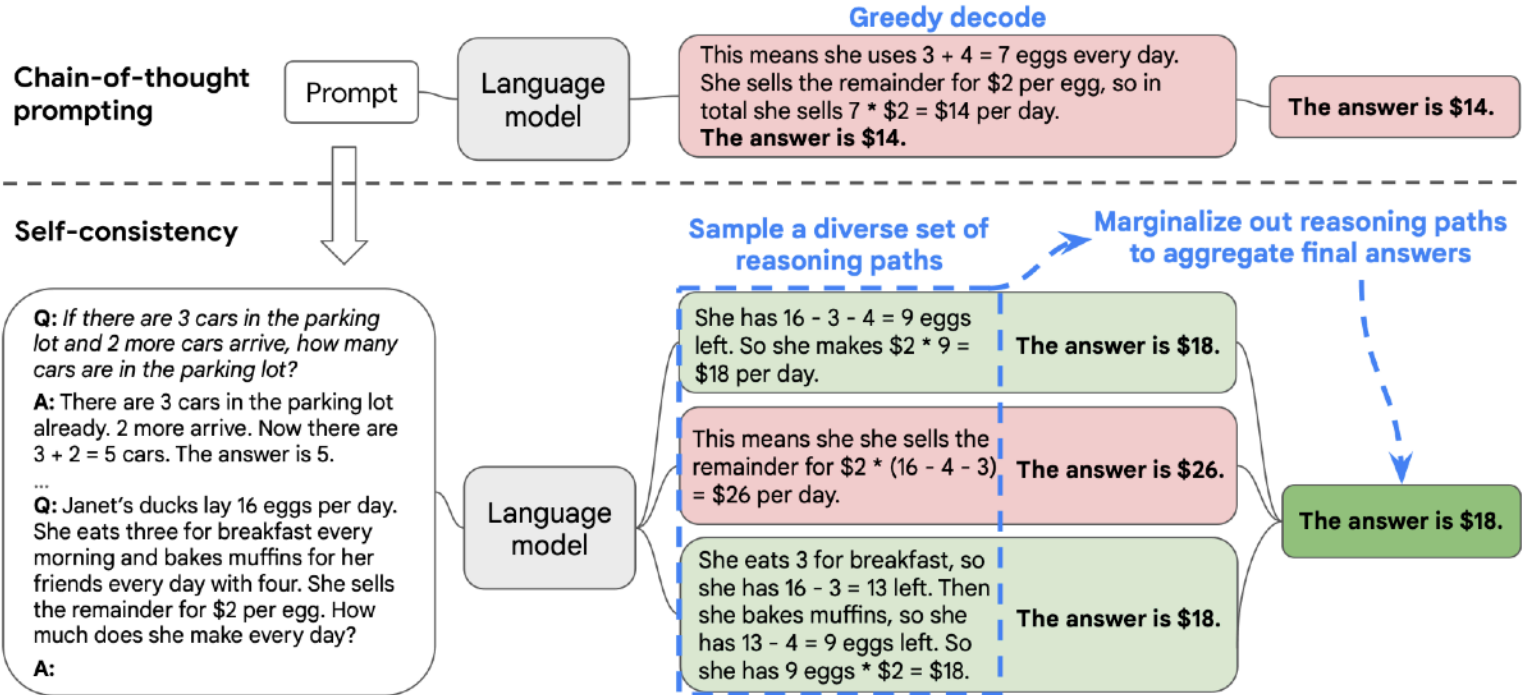 Greedy decode
Chain-of-thought
prompting
Prompt
Language
model
This means she uses 3 + 4 = 7 eggs every day.
She sells the remainder for $2 per egg, so in
total she sells 7 * $2 = $14 per day.
The answer is $14.
The answer is $14.
Self-consistency
Sample a diverse set of
reasoning paths
Marginalize out reasoning paths
to aggregate final answers
Q: If there are 3 cars in the parking
lot and 2 more cars arrive, how many
cars are in the parking lot?
A: There are 3 cars in the parking lot
already. 2 more arrive. Now there are
3 + 2 = 5 cars. The answer is 5.
...
Q: Janet's ducks lay 16 eggs per day.
She eats three for breakfast every
morning and bakes muffins for her
friends every day with four. She sells
the remainder for $2 per egg. How
much does she make every day?
A:
Language
model
She has 16 - 3 - 4 = 9 eggs
left. So she makes $2 * 9 =
$18 per day.
The answer is $18.
This means she she sells the
remainder for $2 * (16 - 4 - 3)
= $26 per day.
The answer is $26.
She eats 3 for breakfast, so
she has 16 - 3 = 13 left. Then
she bakes muffins, so she
has 13 - 4 = 9 eggs left. So
she has 9 eggs * $2 = $18.
The answer is $18.
The answer is $18.